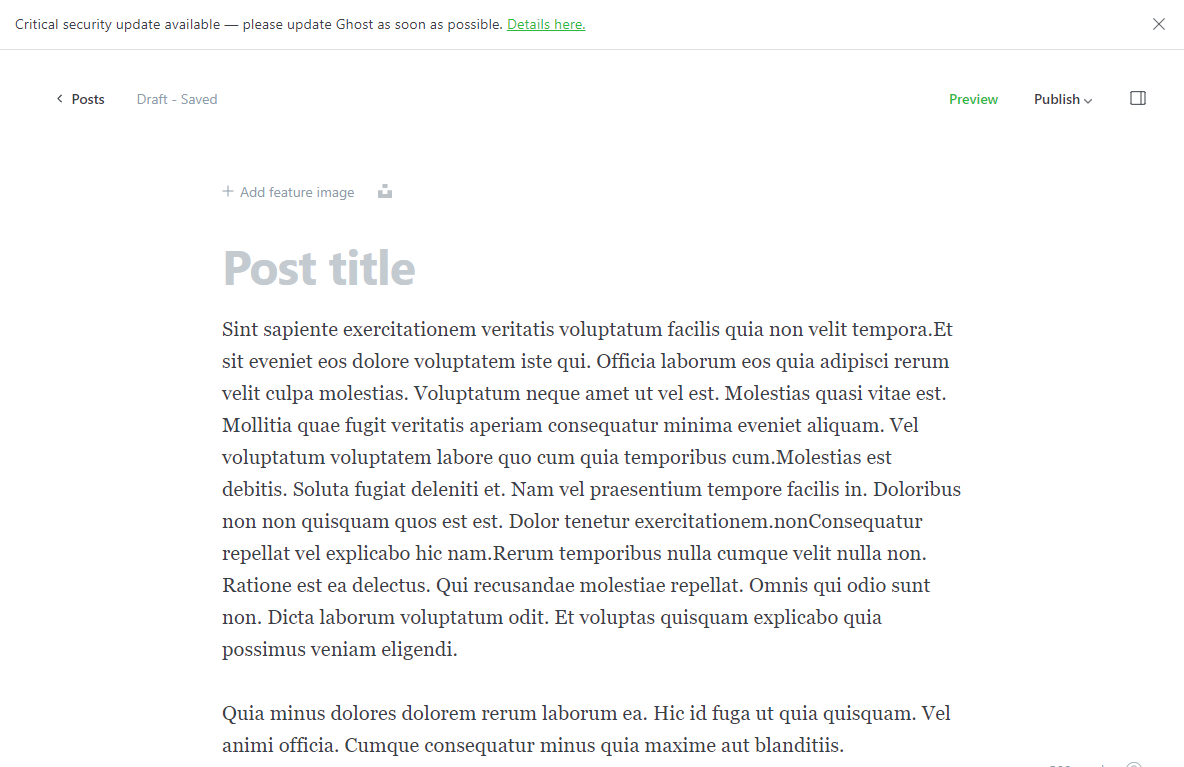 Critical security update available — please update Ghost as soon as possible. Details here.
Posts Draft - Saved Preview Publish
Add feature image
Post title
Sint sapiente exercitationem veritatis voluptatum facilis quia non velit tempora.Et
sit eveniet eos dolore voluptatem iste qui. Officia laborum eos quia adipisci rerum
velit culpa molestias. Voluptatum neque amet ut vel est. Molestias quasi vitae est.
Mollitia quae fugit veritatis aperiam consequatur minima eveniet aliquam. Vel
voluptatum voluptatem labore quo cum quia temporibus cum.Molestias est
debitis. Soluta fugiat deleniti et. Nam vel praesentium tempore facilis in. Doloribus
non non quisquam quos est est. Dolor tenetur exercitationem.nonConsequatur
repellat vel explicabo hic nam.Rerum temporibus nulla cumque velit nulla non.
Ratione est ea delectus. Qui recusandae molestiae repellat. Omnis qui odio sunt
non. Dicta laborum voluptatum odit. Et voluptas quisquam explicabo quia
possimus veniam eligendi.
Quia minus dolores dolorem rerum laborum ea. Hic id fuga ut quia quisquam. Vel
animi officia. Cumque consequatur minus quia maxime aut blanditiis.